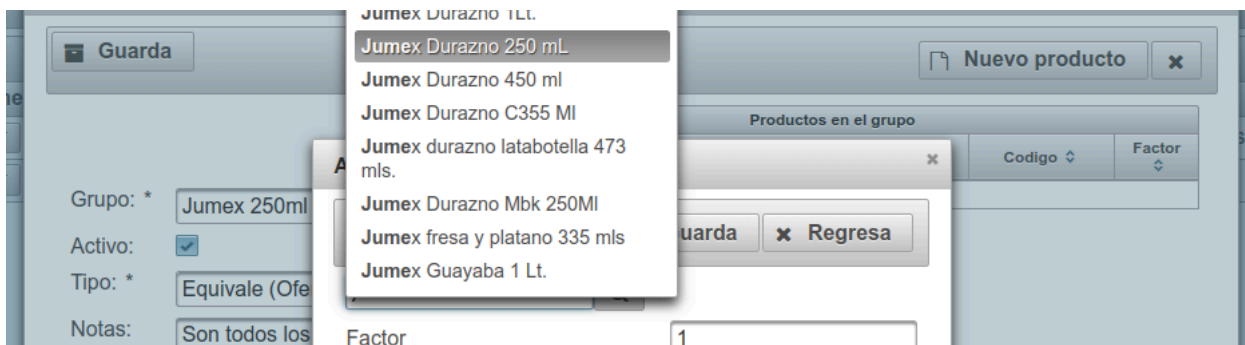 Jumex Durazno 1Lt.
Guarda
Jumex Durazno 250 mL
Nuevo producto
Jumex Durazno 450 ml
Jumex Durazno C355 Ml
Productos en el grupo
Jumex durazno latabotella 473
mls.
Codigo
Factor
Grupo: *
Jumex 250ml
Jumex Durazno Mbk 250Ml
Activo:
Jumex fresa y platano 335 mls
uarda
Regresa
Jumex Guayaba 1 Lt.
Tipo: *
Equivale (Ofe
Notas:
Son todos los
Factor
1